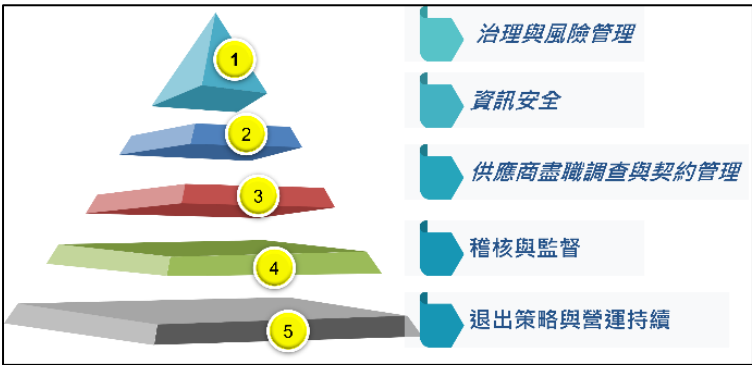 1
治理與風險管理
2
資訊安全
3
供應商盡職調查與契約管理
4
稽核與監督
5
退出策略與營運持續